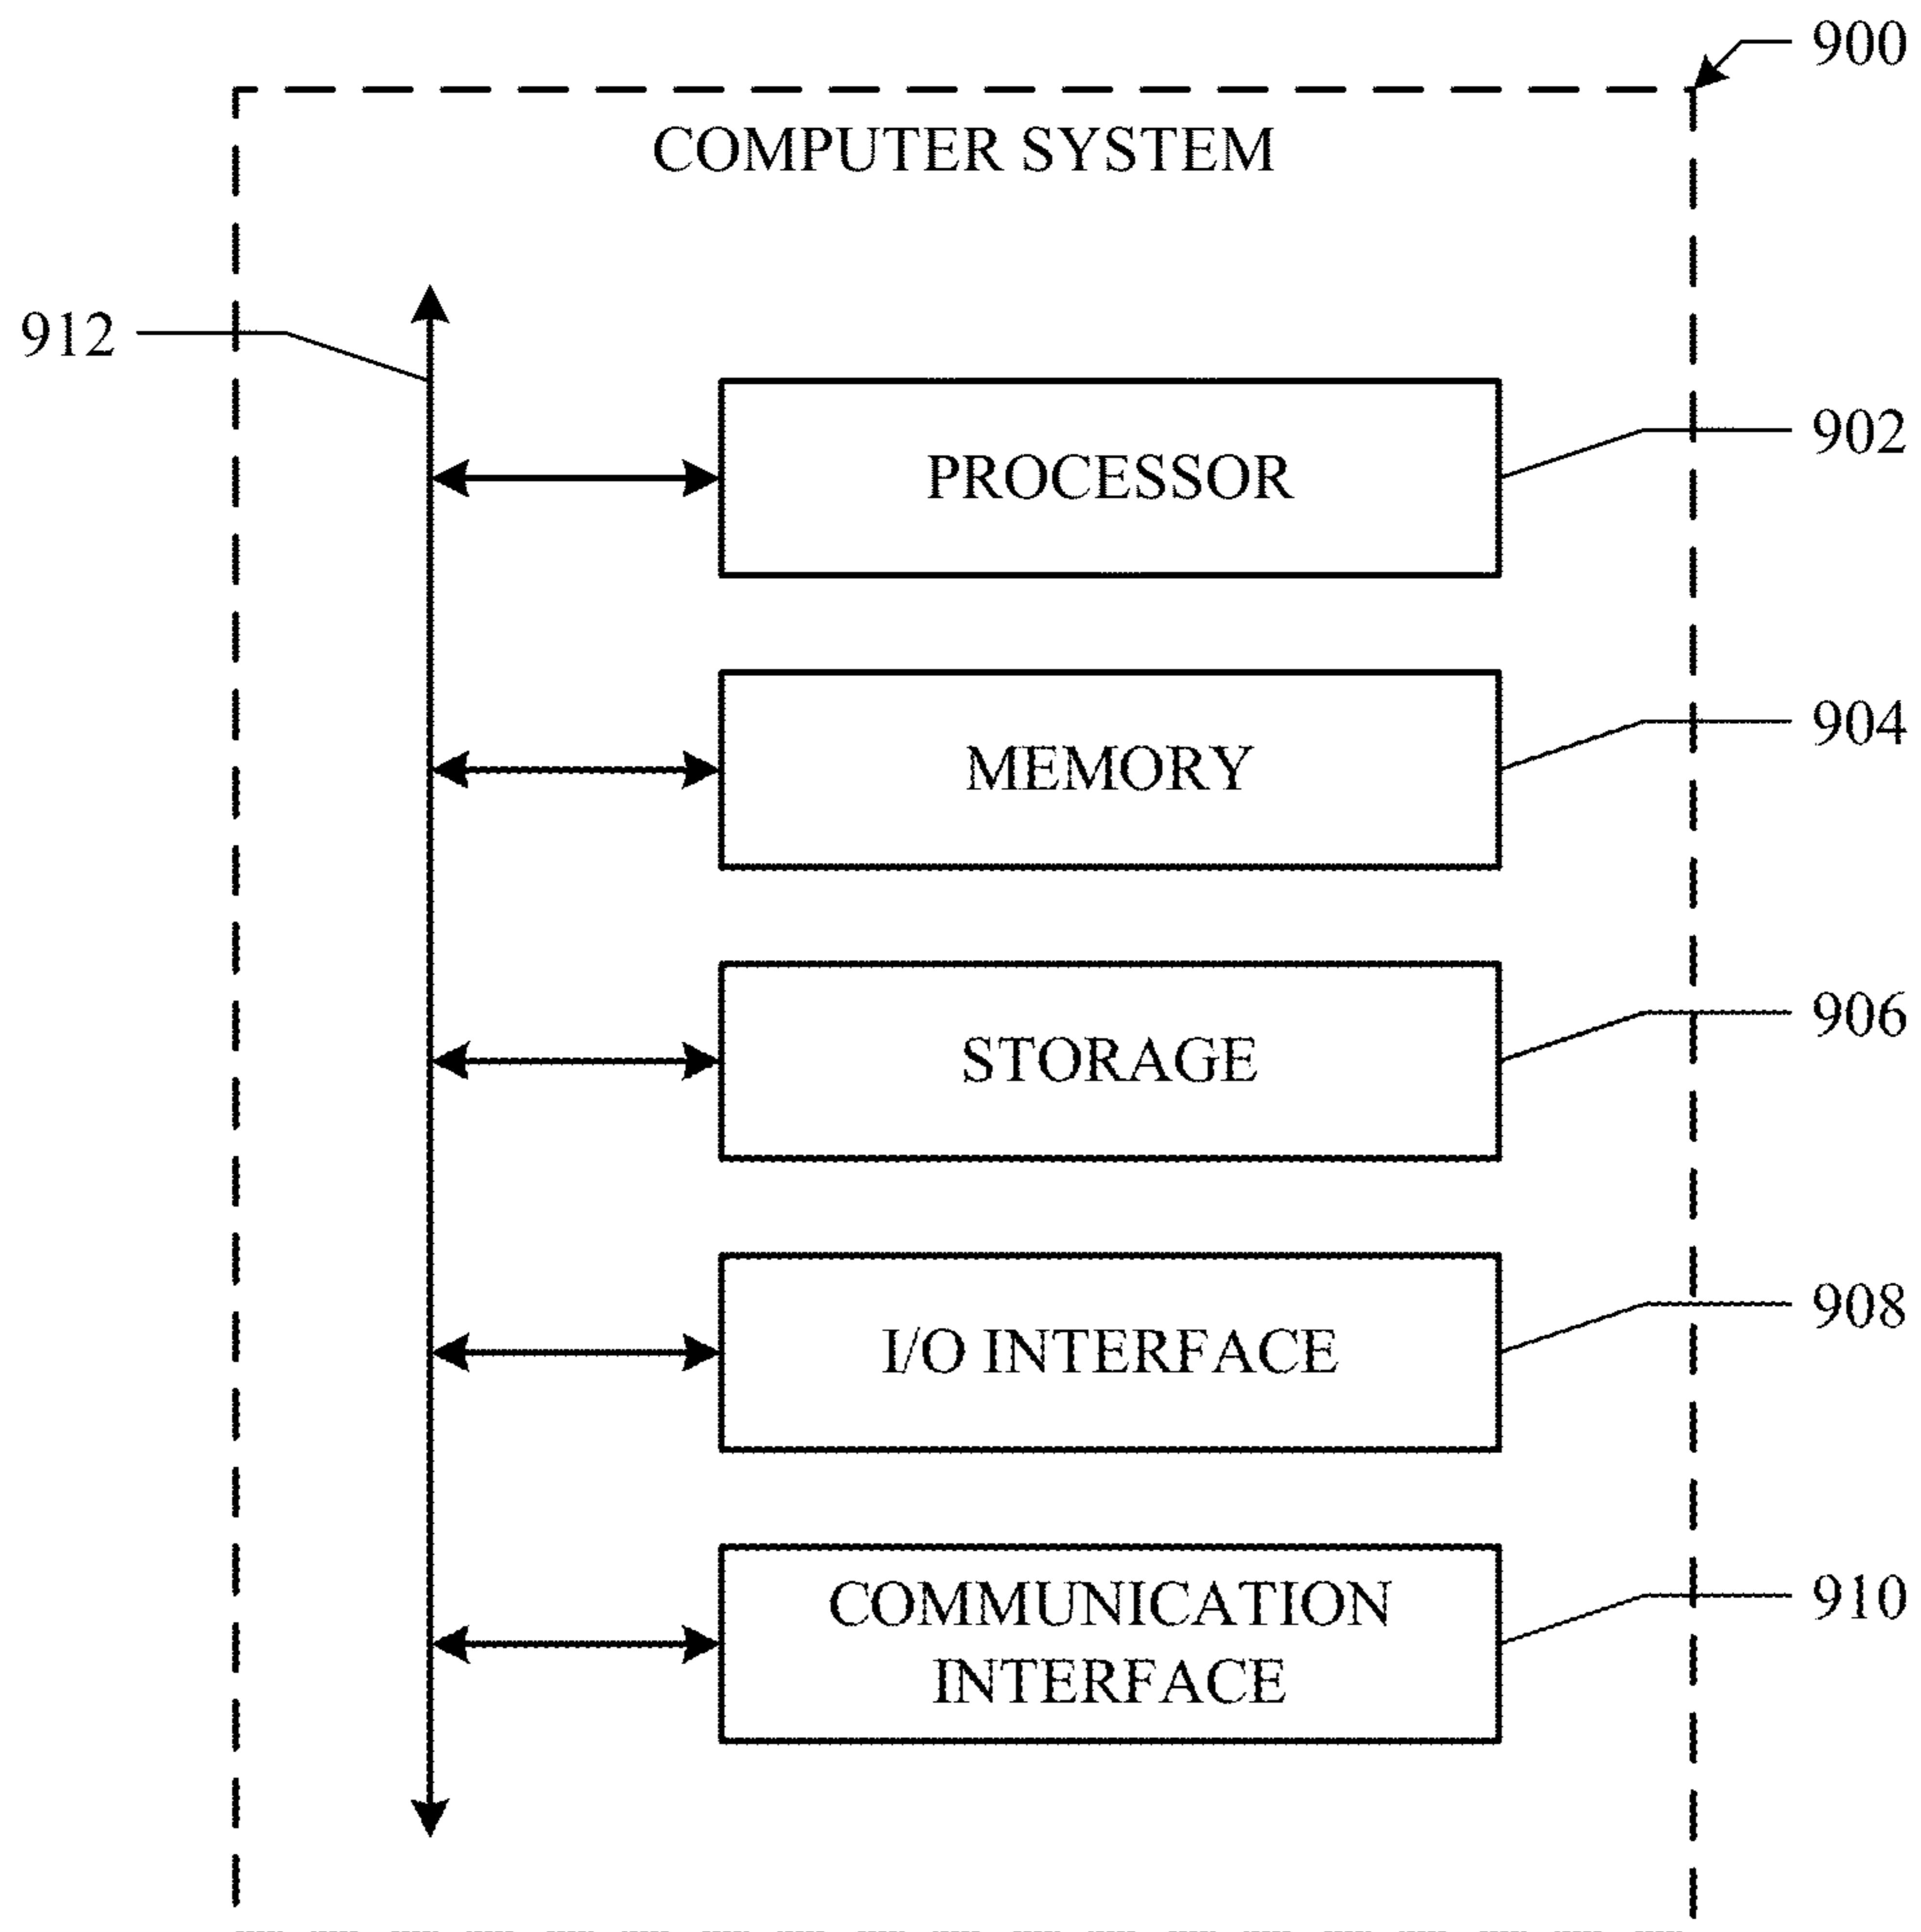 900
COMPUTER SYSTEM
912
PROCESSOR
902
MEMORY
904
STORAGE
906
I/O INTERFACE
908
COMMUNICATION
INTERFACE
910